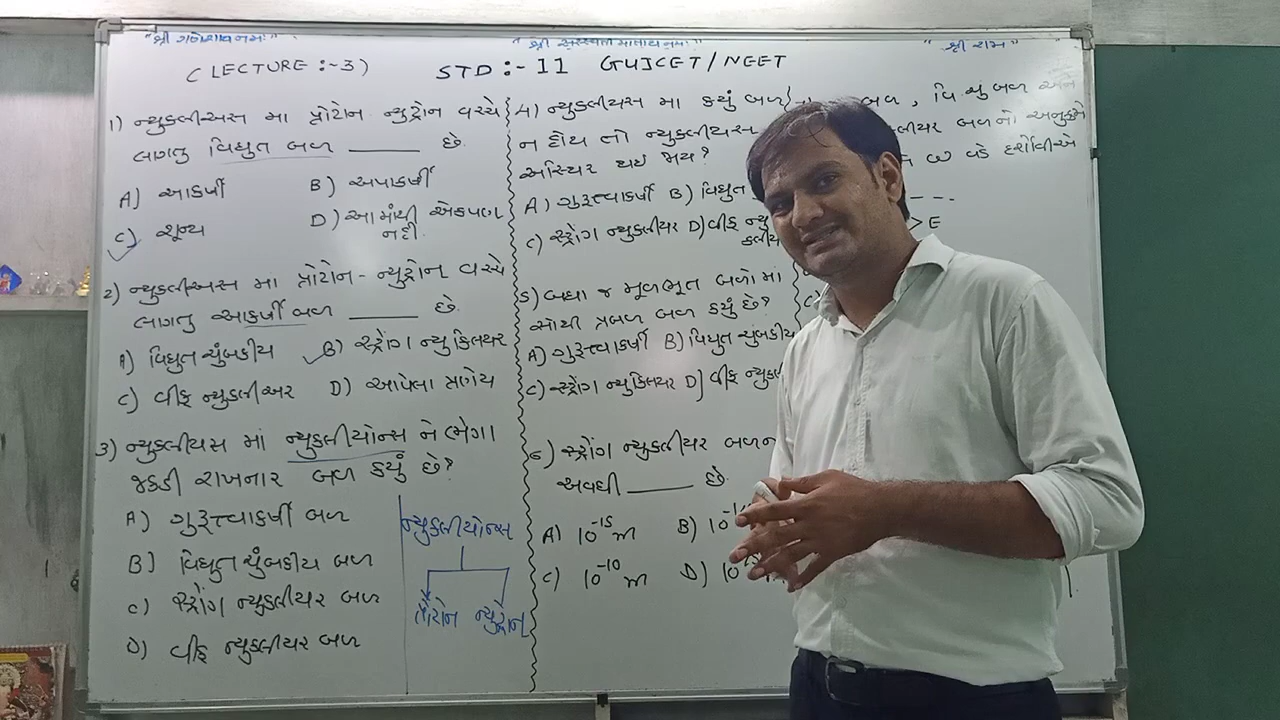 "શ્રી ગણેશાય નમઃ"
"શ્રી સરસ્વતી માતાય નમઃ"
"શ્રી રામ"
( LECTURE :-3)
STD :- 11 GUJCET/NEET
1) ન્યુક્લીઅસ મા પ્રોટોન ન્યુટ્રોન વચ્ચે
લાગતુ વિદ્યુત બળ ______ છે.
A) આકર્ષી B) અપાકર્ષી
C) શૂન્ય D) આમાંથી એકપણ
નહી
2) ન્યુક્લીઅસ મા પ્રોટોન - ન્યુટ્રોન વચ્ચે
લાગતુ આકર્ષી બળ ______ છે.
A) વિદ્યુત ચુંબકીય B) સ્ટ્રોંગ ન્યુક્લિયર
C) વીક ન્યુક્લીઅર D) આપેલા માગેય
3) ન્યુક્લીયસ માં ન્યુક્લીયોન્સ ને ભેગા
જકડી રાખનાર બળ કયું છે?
A) ગુરૂત્ત્વાકર્ષી બળ
B) વિદ્યુત ચુંબકીય બળ
C) સ્ટ્રોંગ ન્યુક્લીયર બળ
D) વીક ન્યુક્લીયર બળ
ન્યુક્લીયોન્સ
પ્રોટોન ન્યુટ્રોન
4) ન્યુક્લીયસ મા કયું બળ
ન હોય તો ન્યુક્લીયસ
અસ્થિર થઇ જાય?
A) ગુરૂત્ત્વાકર્ષી B) વિદ્યુત
C) સ્ટ્રોંગ ન્યુક્લીયર D) વીક ન્યુ
ક્લીય
5) બધા જ મૂળભૂત બળો મા
સૌથી પ્રબળ બળ કયું છે?
A) ગુરૂત્ત્વાકર્ષી B) વિદ્યુત ચુંબકીય
C) સ્ટ્રોંગ ન્યુક્લિયર D) વીક ન્યુક્લ
6) સ્ટ્રોંગ ન્યુક્લીયર બળન
અવધી ______ છે.
A) 10⁻¹⁵ m B) 10
C) 10⁻¹⁰ m D) 10
બળ, વિ ચું બળ અને
લીયર બળનો અનુક્રમે
વડે દર્શાવીએ
> E